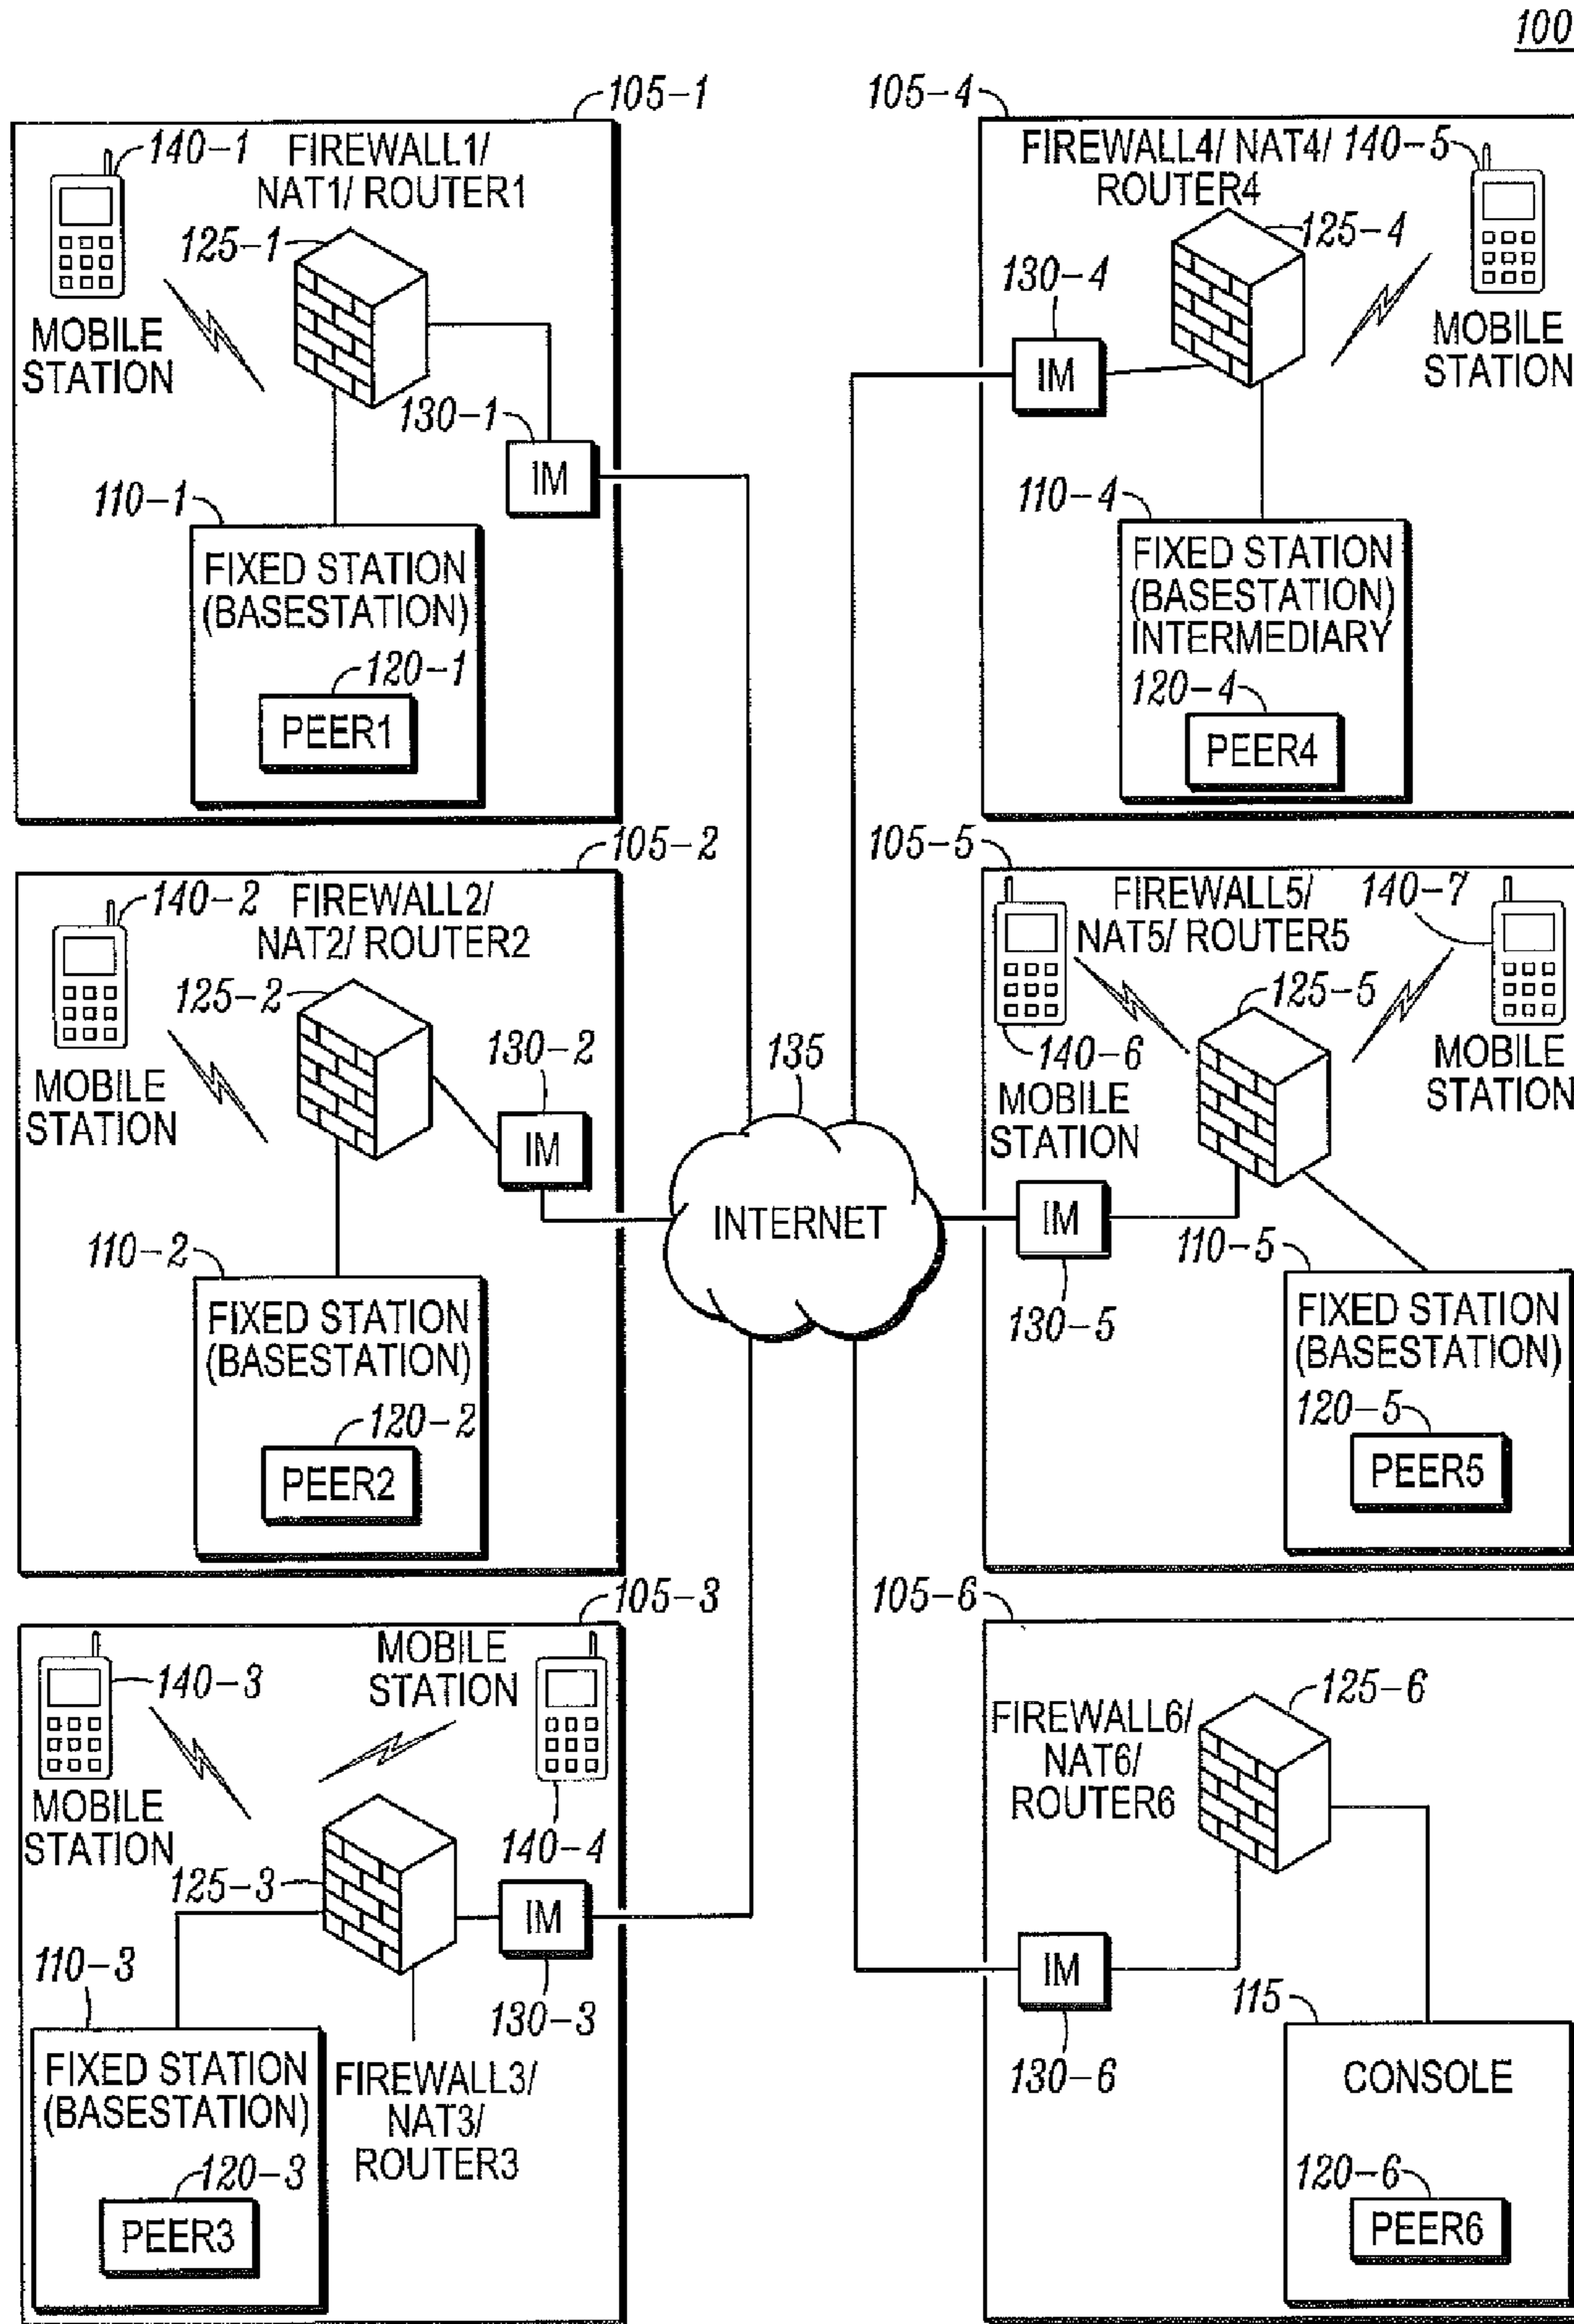 100
105-1
140-1
FIREWALL1/
NAT1/ ROUTER1
125-1
MOBILE
STATION
130-1
IM
110-1
FIXED STATION
(BASESTATION)
120-1
PEER1
105-4
FIREWALL4/ NAT4/
ROUTER4
140-5
125-4
130-4
IM
MOBILE
STATION
110-4
FIXED STATION
(BASESTATION)
INTERMEDIARY
120-4
PEER4
105-2
140-2
FIREWALL2/
NAT2/ ROUTER2
125-2
MOBILE
STATION
130-2
IM
110-2
FIXED STATION
(BASESTATION)
120-2
PEER2
135
INTERNET
105-5
FIREWALL5/
NAT5/ ROUTER5
140-7
125-5
140-6
MOBILE
STATION
MOBILE
STATION
IM
130-5
110-5
FIXED STATION
(BASESTATION)
120-5
PEER5
105-3
140-3
MOBILE
STATION
MOBILE
STATION
140-4
125-3
IM
130-3
110-3
FIXED STATION
(BASESTATION)
FIREWALL3/
NAT3/
ROUTER3
120-3
PEER3
105-6
125-6
FIREWALL6/
NAT6/
ROUTER6
IM
130-6
115
CONSOLE
120-6
PEER6